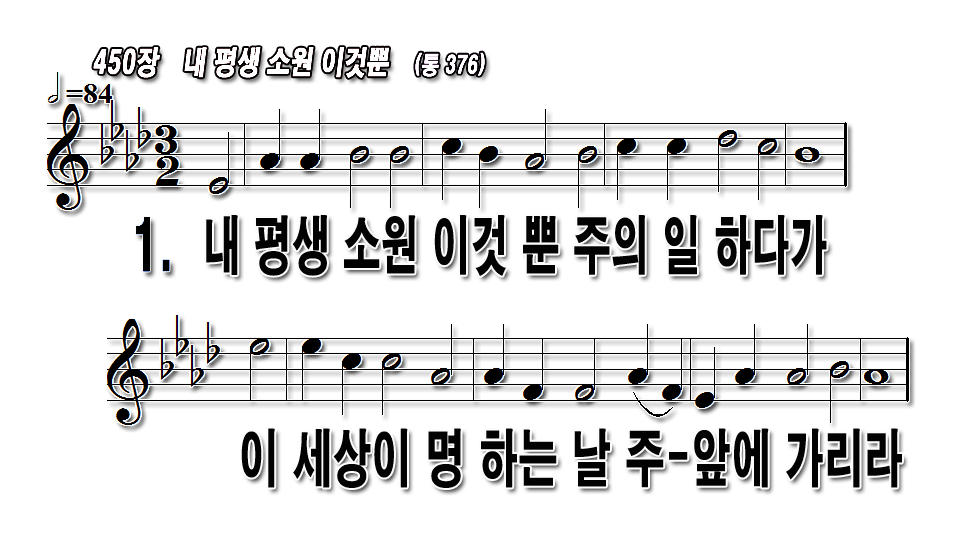 450장 내 평생 소원 이것뿐 (통 376)
𝅗𝅥=84
3
2
1. 내 평생 소원 이것 뿐 주의 일 하다가
이 세상이 명 하는 날 주-앞에 가리라